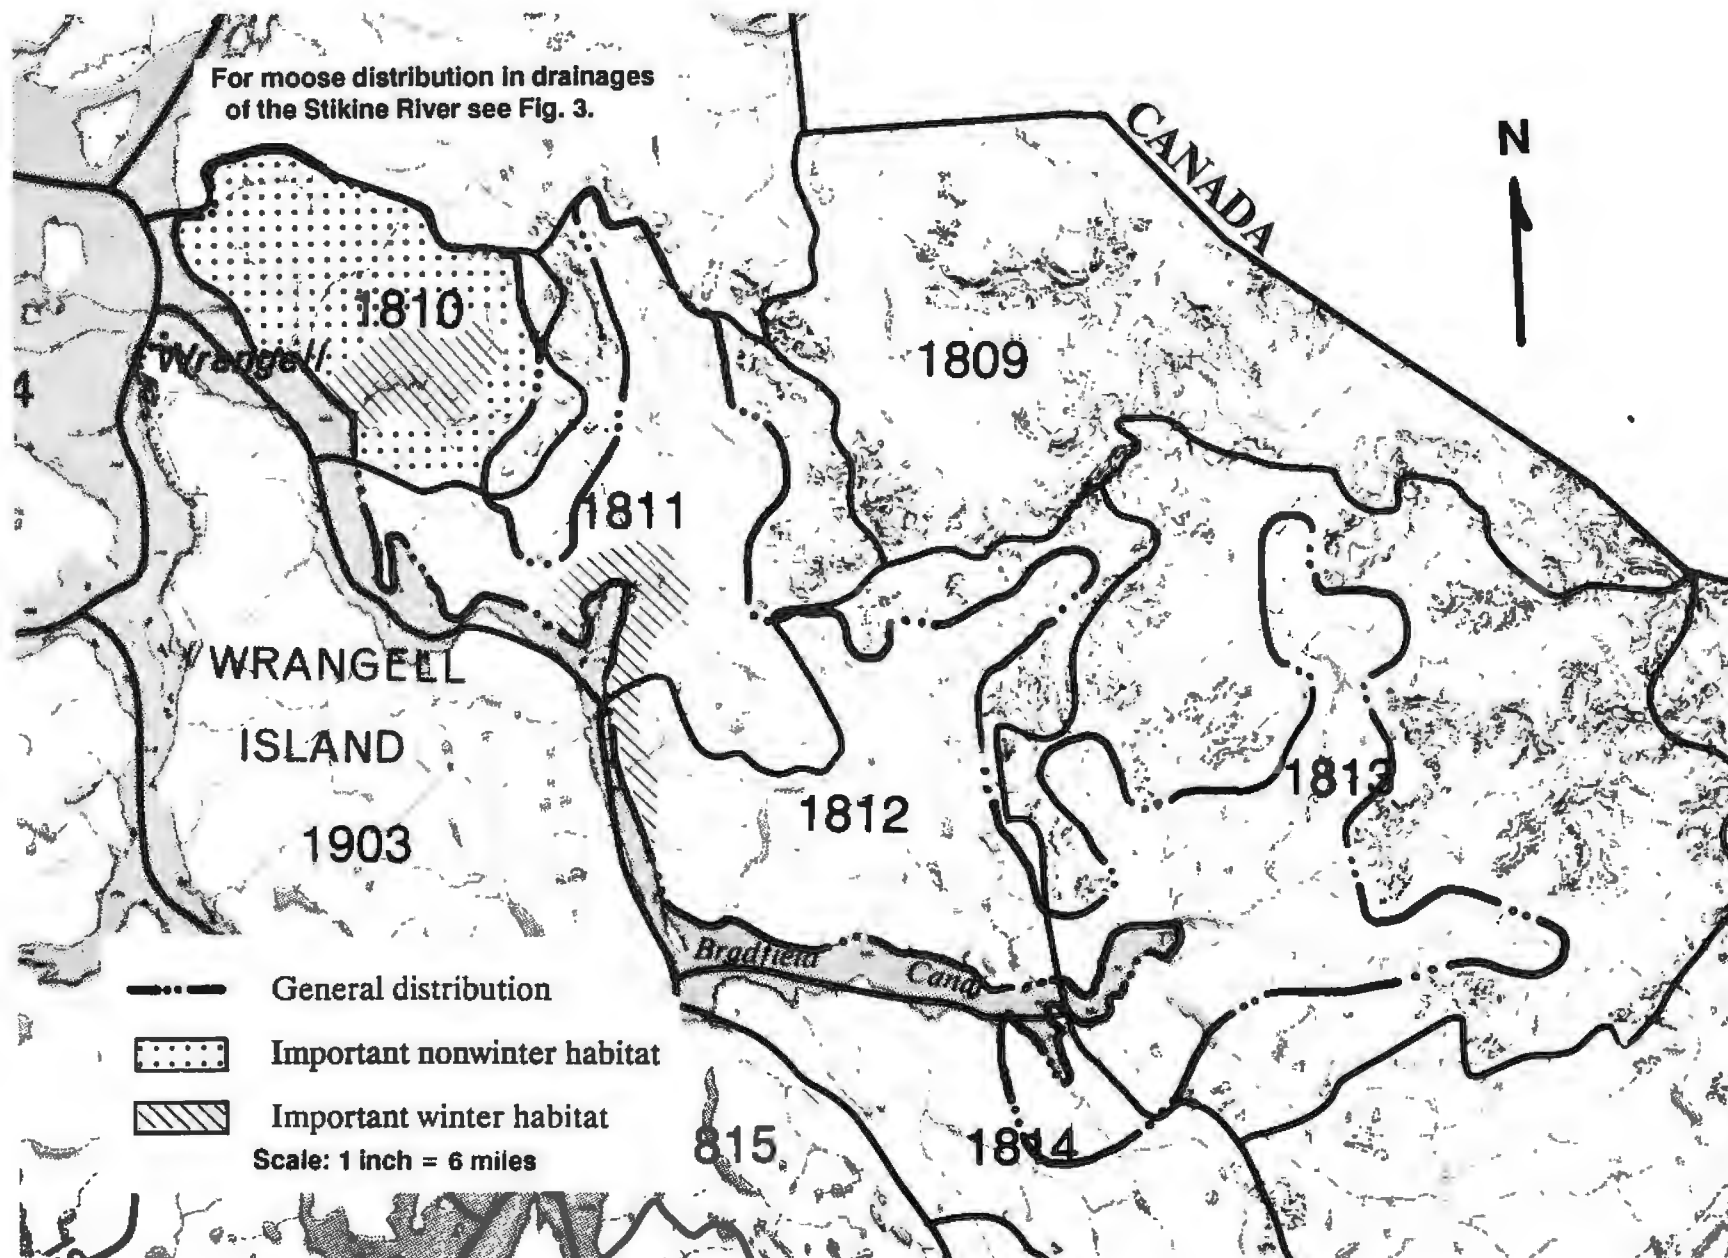 For moose distribution in drainages
of the Stikine River see Fig. 3.
CANADA
N
1810
Wrangell
1809
4
1811
WRANGELL
ISLAND
1903
1812
1813
Bradfield Canal
General distribution
Important nonwinter habitat
Important winter habitat
Scale: 1 inch = 6 miles
815
1814